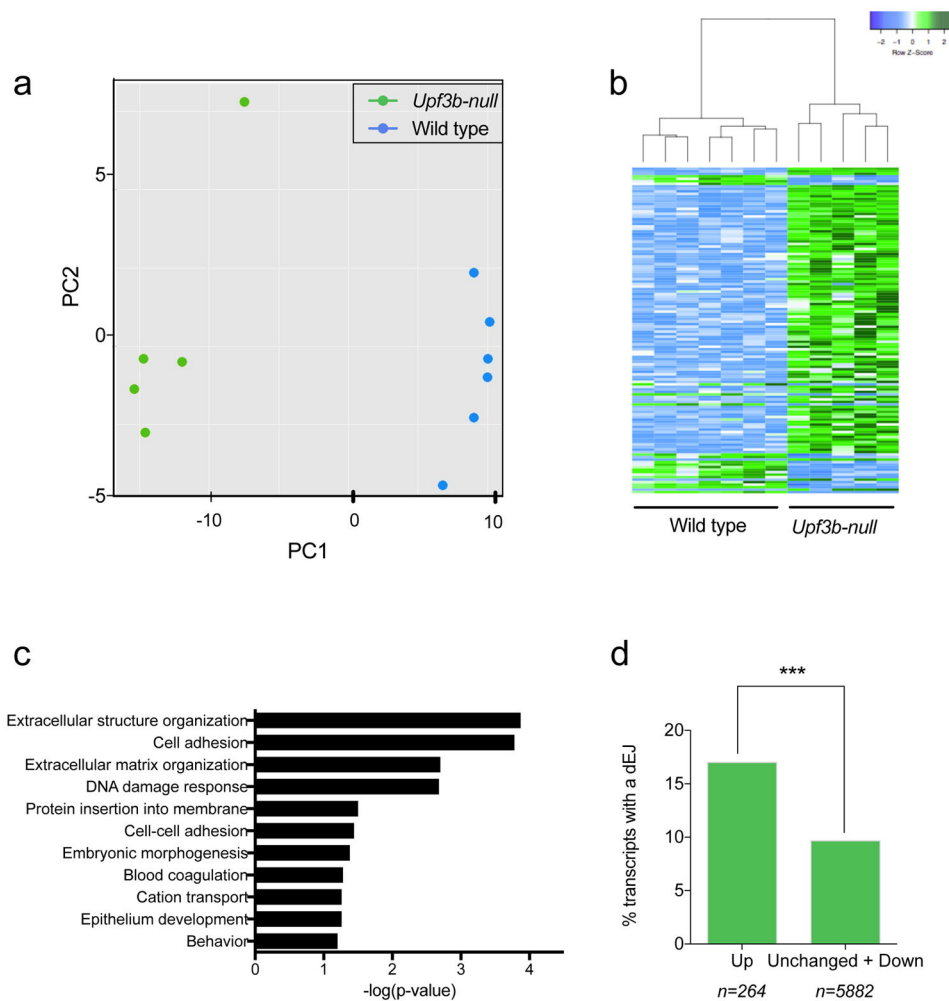 a
Upf3b-null
Wild type
PC2
5
0
-5
-10
0
10
PC1
b
-2 -1 0 1 2
Row Z-Score
Wild type
Upf3b-null
c
Extracellular structure organization
Cell adhesion
Extracellular matrix organization
DNA damage response
Protein insertion into membrane
Cell-cell adhesion
Embryonic morphogenesis
Blood coagulation
Cation transport
Epithelium development
Behavior
0 1 2 3 4
-log(p-value)
d
***
% transcripts with a dEJ
20
15
10
5
0
Up
Unchanged + Down
n=264
n=5882